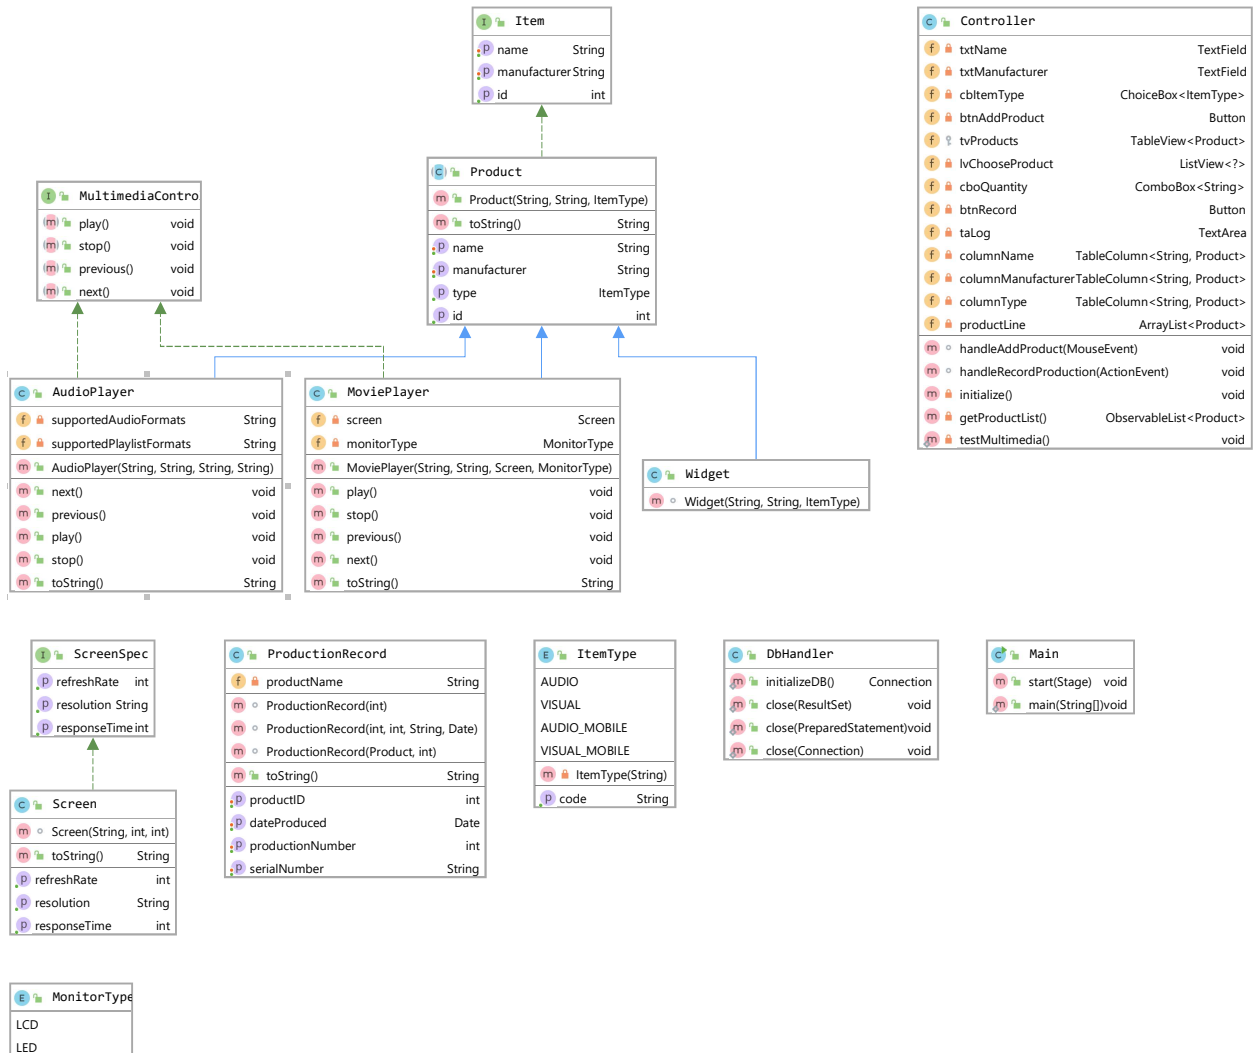 Item
name String
manufacturer String
id int
Controller
txtName TextField
txtManufacturer TextField
cbItemType ChoiceBox<ItemType>
btnAddProduct Button
tvProducts TableView<Product>
lvChooseProduct ListView<?>
cboQuantity ComboBox<String>
btnRecord Button
taLog TextArea
columnName TableColumn<String, Product>
columnManufacturer TableColumn<String, Product>
columnType TableColumn<String, Product>
productLine ArrayList<Product>
handleAddProduct(MouseEvent) void
handleRecordProduction(ActionEvent) void
initialize() void
getProductList() ObservableList<Product>
testMultimedia() void
Product
Product(String, String, ItemType)
toString() String
name String
manufacturer String
type ItemType
id int
MultimediaContro
play() void
stop() void
previous() void
next() void
AudioPlayer
supportedAudioFormats String
supportedPlaylistFormats String
AudioPlayer(String, String, String, String)
next() void
previous() void
play() void
stop() void
toString() String
MoviePlayer
screen Screen
monitorType MonitorType
MoviePlayer(String, String, Screen, MonitorType)
play() void
stop() void
previous() void
next() void
toString() String
Widget
Widget(String, String, ItemType)
ScreenSpec
refreshRate int
resolution String
responseTime int
ProductionRecord
productName String
ProductionRecord(int)
ProductionRecord(int, int, String, Date)
ProductionRecord(Product, int)
toString() String
productID int
dateProduced Date
productionNumber int
serialNumber String
ItemType
AUDIO
VISUAL
AUDIO_MOBILE
VISUAL_MOBILE
ItemType(String)
code String
DbHandler
initializeDB() Connection
close(ResultSet) void
close(PreparedStatement) void
close(Connection) void
Main
start(Stage) void
main(String[]) void
Screen
Screen(String, int, int)
toString() String
refreshRate int
resolution String
responseTime int
MonitorType
LCD
LED